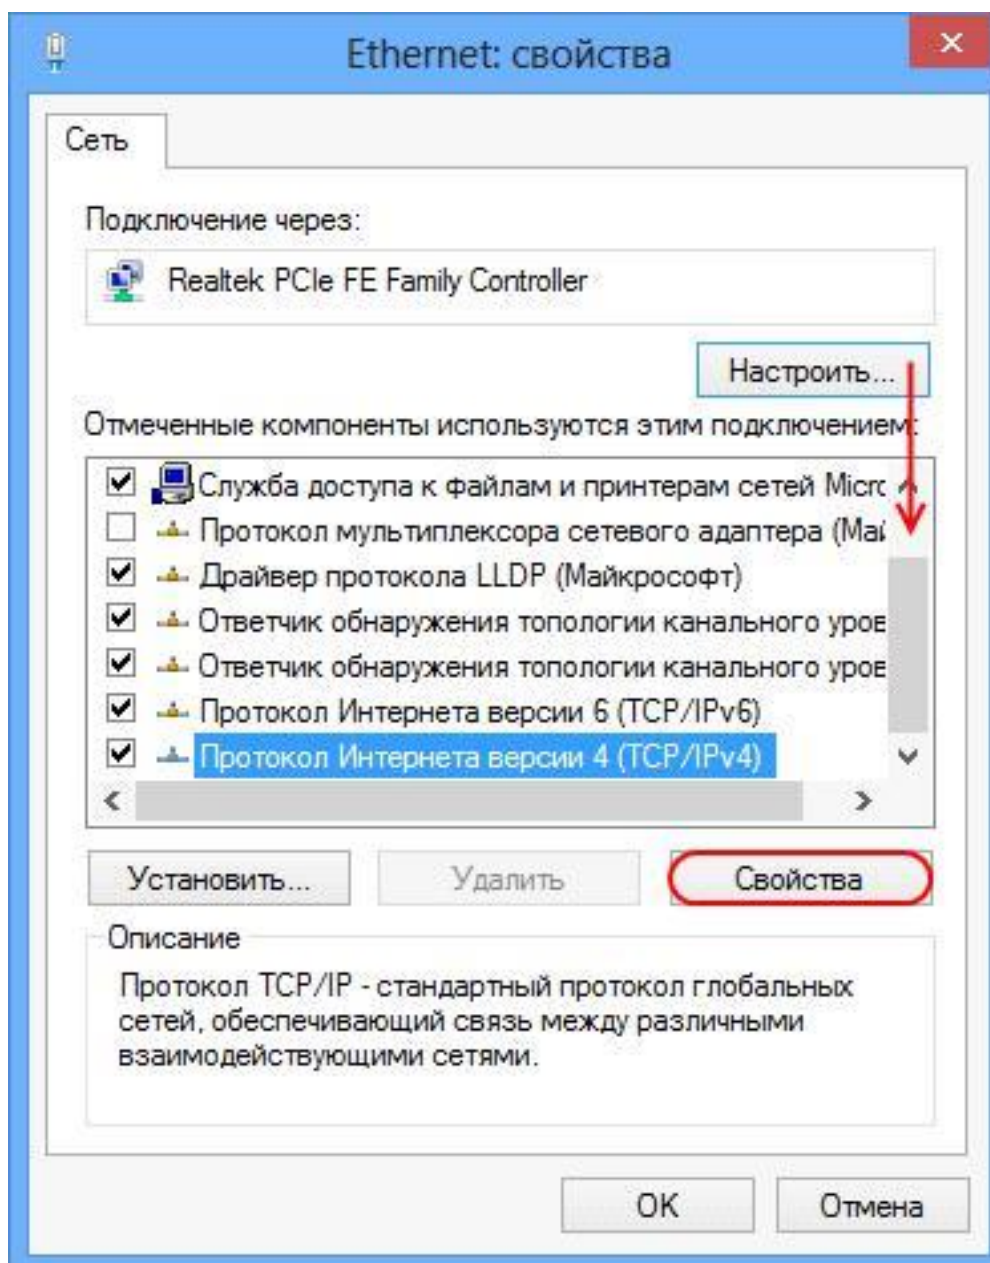 Ethernet: свойства
Сеть
Подключение через:
Realtek PCIe FE Family Controller
Настроить...
Отмеченные компоненты используются этим подключением:
Служба доступа к файлам и принтерам сетей Micro
Протокол мультиплексора сетевого адаптера (Май
Драйвер протокола LLDP (Майкрософт)
Ответчик обнаружения топологии канального уров
Ответчик обнаружения топологии канального уров
Протокол Интернета версии 6 (TCP/IPv6)
Протокол Интернета версии 4 (TCP/IPv4)
Установить...
Удалить
Свойства
Описание
Протокол TCP/IP - стандартный протокол глобальных
сетей, обеспечивающий связь между различными
взаимодействующими сетями.
OK
Отмена